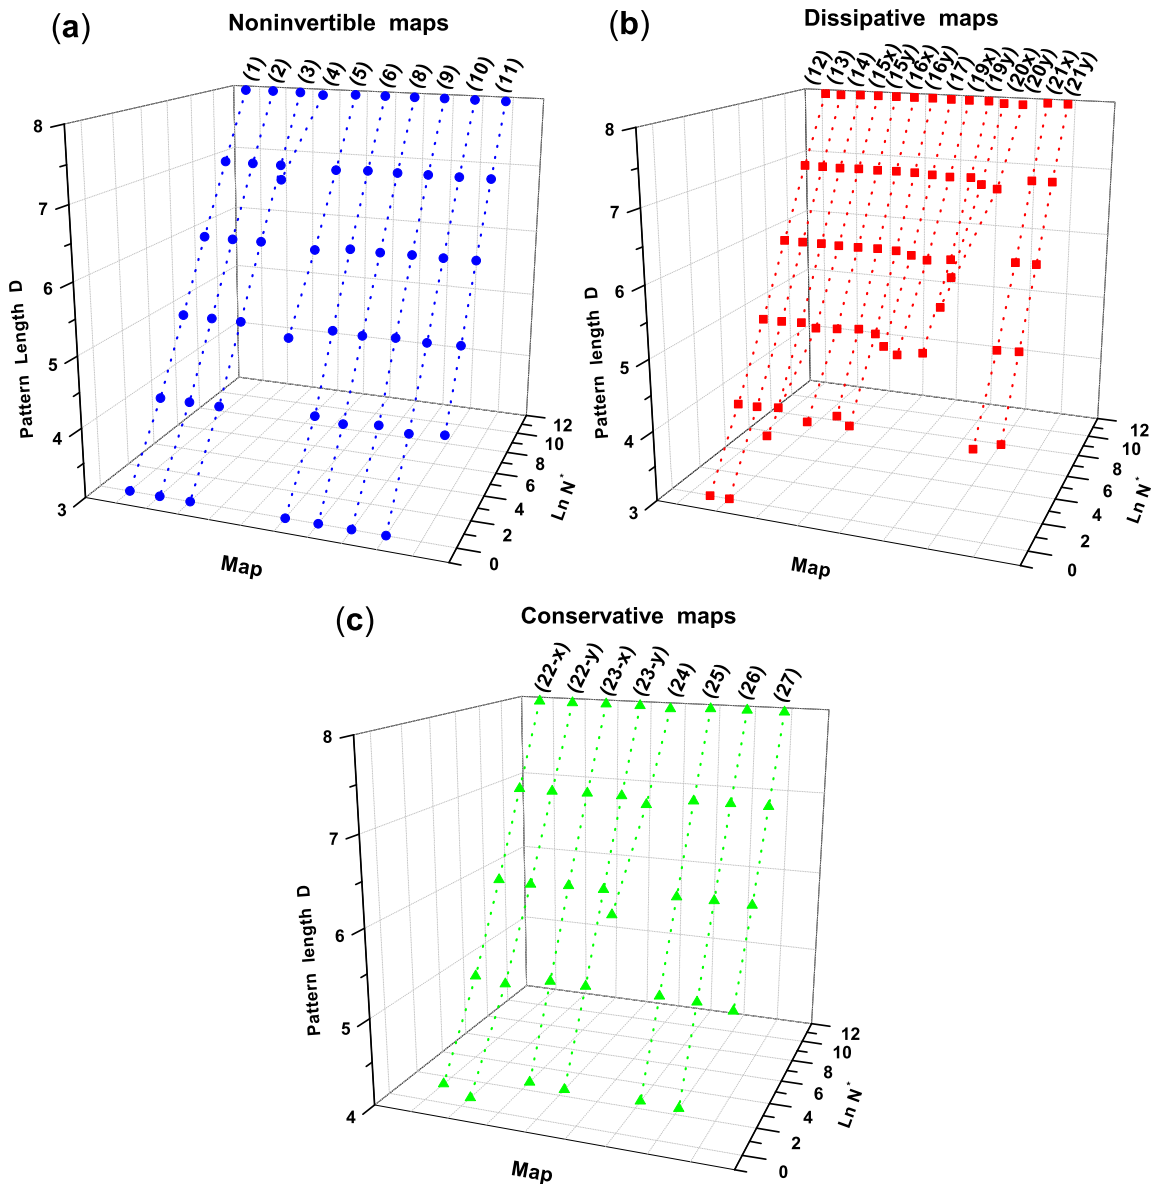 (a)
Noninvertible maps
(1) (2) (3) (4) (5) (6) (8) (9) (10) (11)
8
7
6
5
4
3
Pattern Length D
Map
0
2
4
6
8
10
12
Ln N*
(b)
Dissipative maps
(12) (13) (14) (15x) (15y) (16x) (16y) (17) (19x) (19y) (20x) (20y) (21x) (21y)
8
7
6
5
4
3
Pattern length D
Map
0
2
4
6
8
10
12
Ln N*
(c)
Conservative maps
(22-x) (22-y) (23-x) (23-y) (24) (25) (26) (27)
8
7
6
5
4
Pattern length D
Map
0
2
4
6
8
10
12
Ln N*